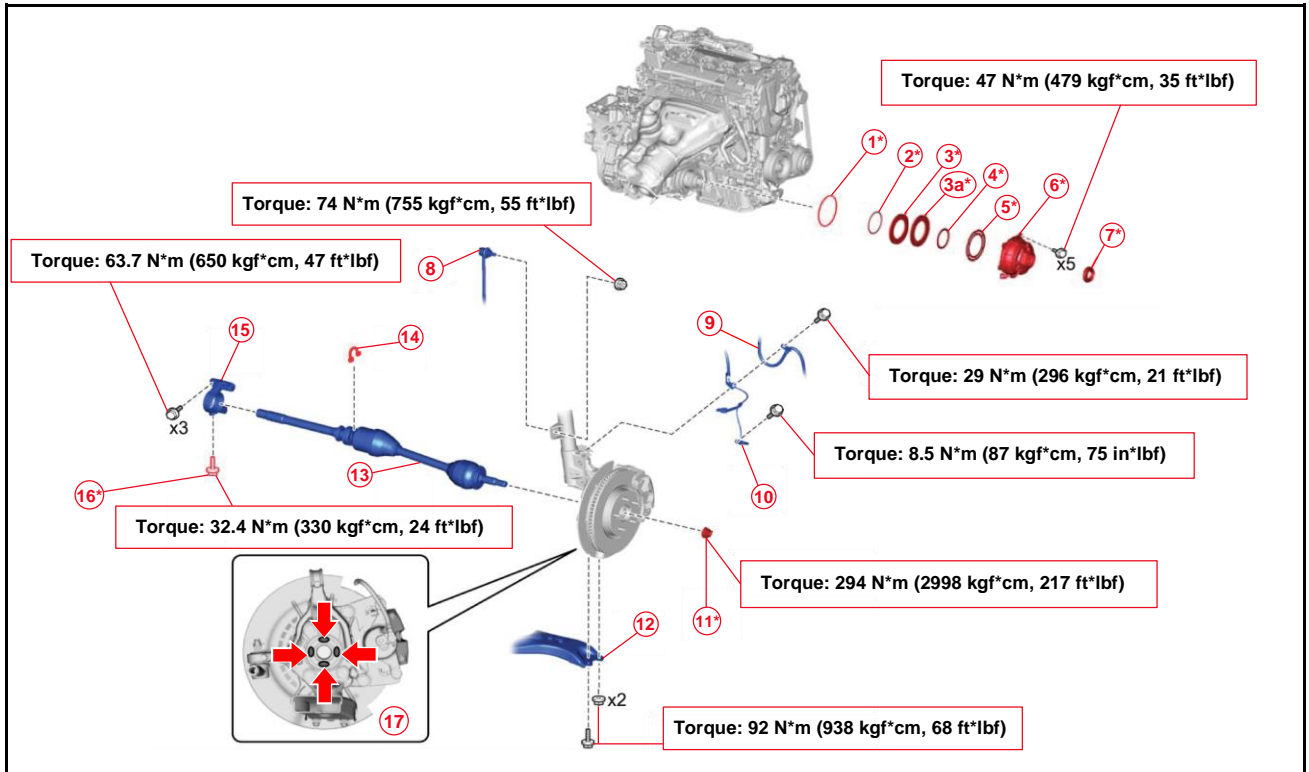 Torque: 47 N*m (479 kgf*cm, 35 ft*lbf)
1*
2*
3*
3a*
4*
5*
6*
x5
7*
Torque: 74 N*m (755 kgf*cm, 55 ft*lbf)
Torque: 63.7 N*m (650 kgf*cm, 47 ft*lbf)
8
9
15
14
x3
Torque: 29 N*m (296 kgf*cm, 21 ft*lbf)
13
Torque: 8.5 N*m (87 kgf*cm, 75 in*lbf)
16*
10
Torque: 32.4 N*m (330 kgf*cm, 24 ft*lbf)
Torque: 294 N*m (2998 kgf*cm, 217 ft*lbf)
11*
12
x2
17
Torque: 92 N*m (938 kgf*cm, 68 ft*lbf)